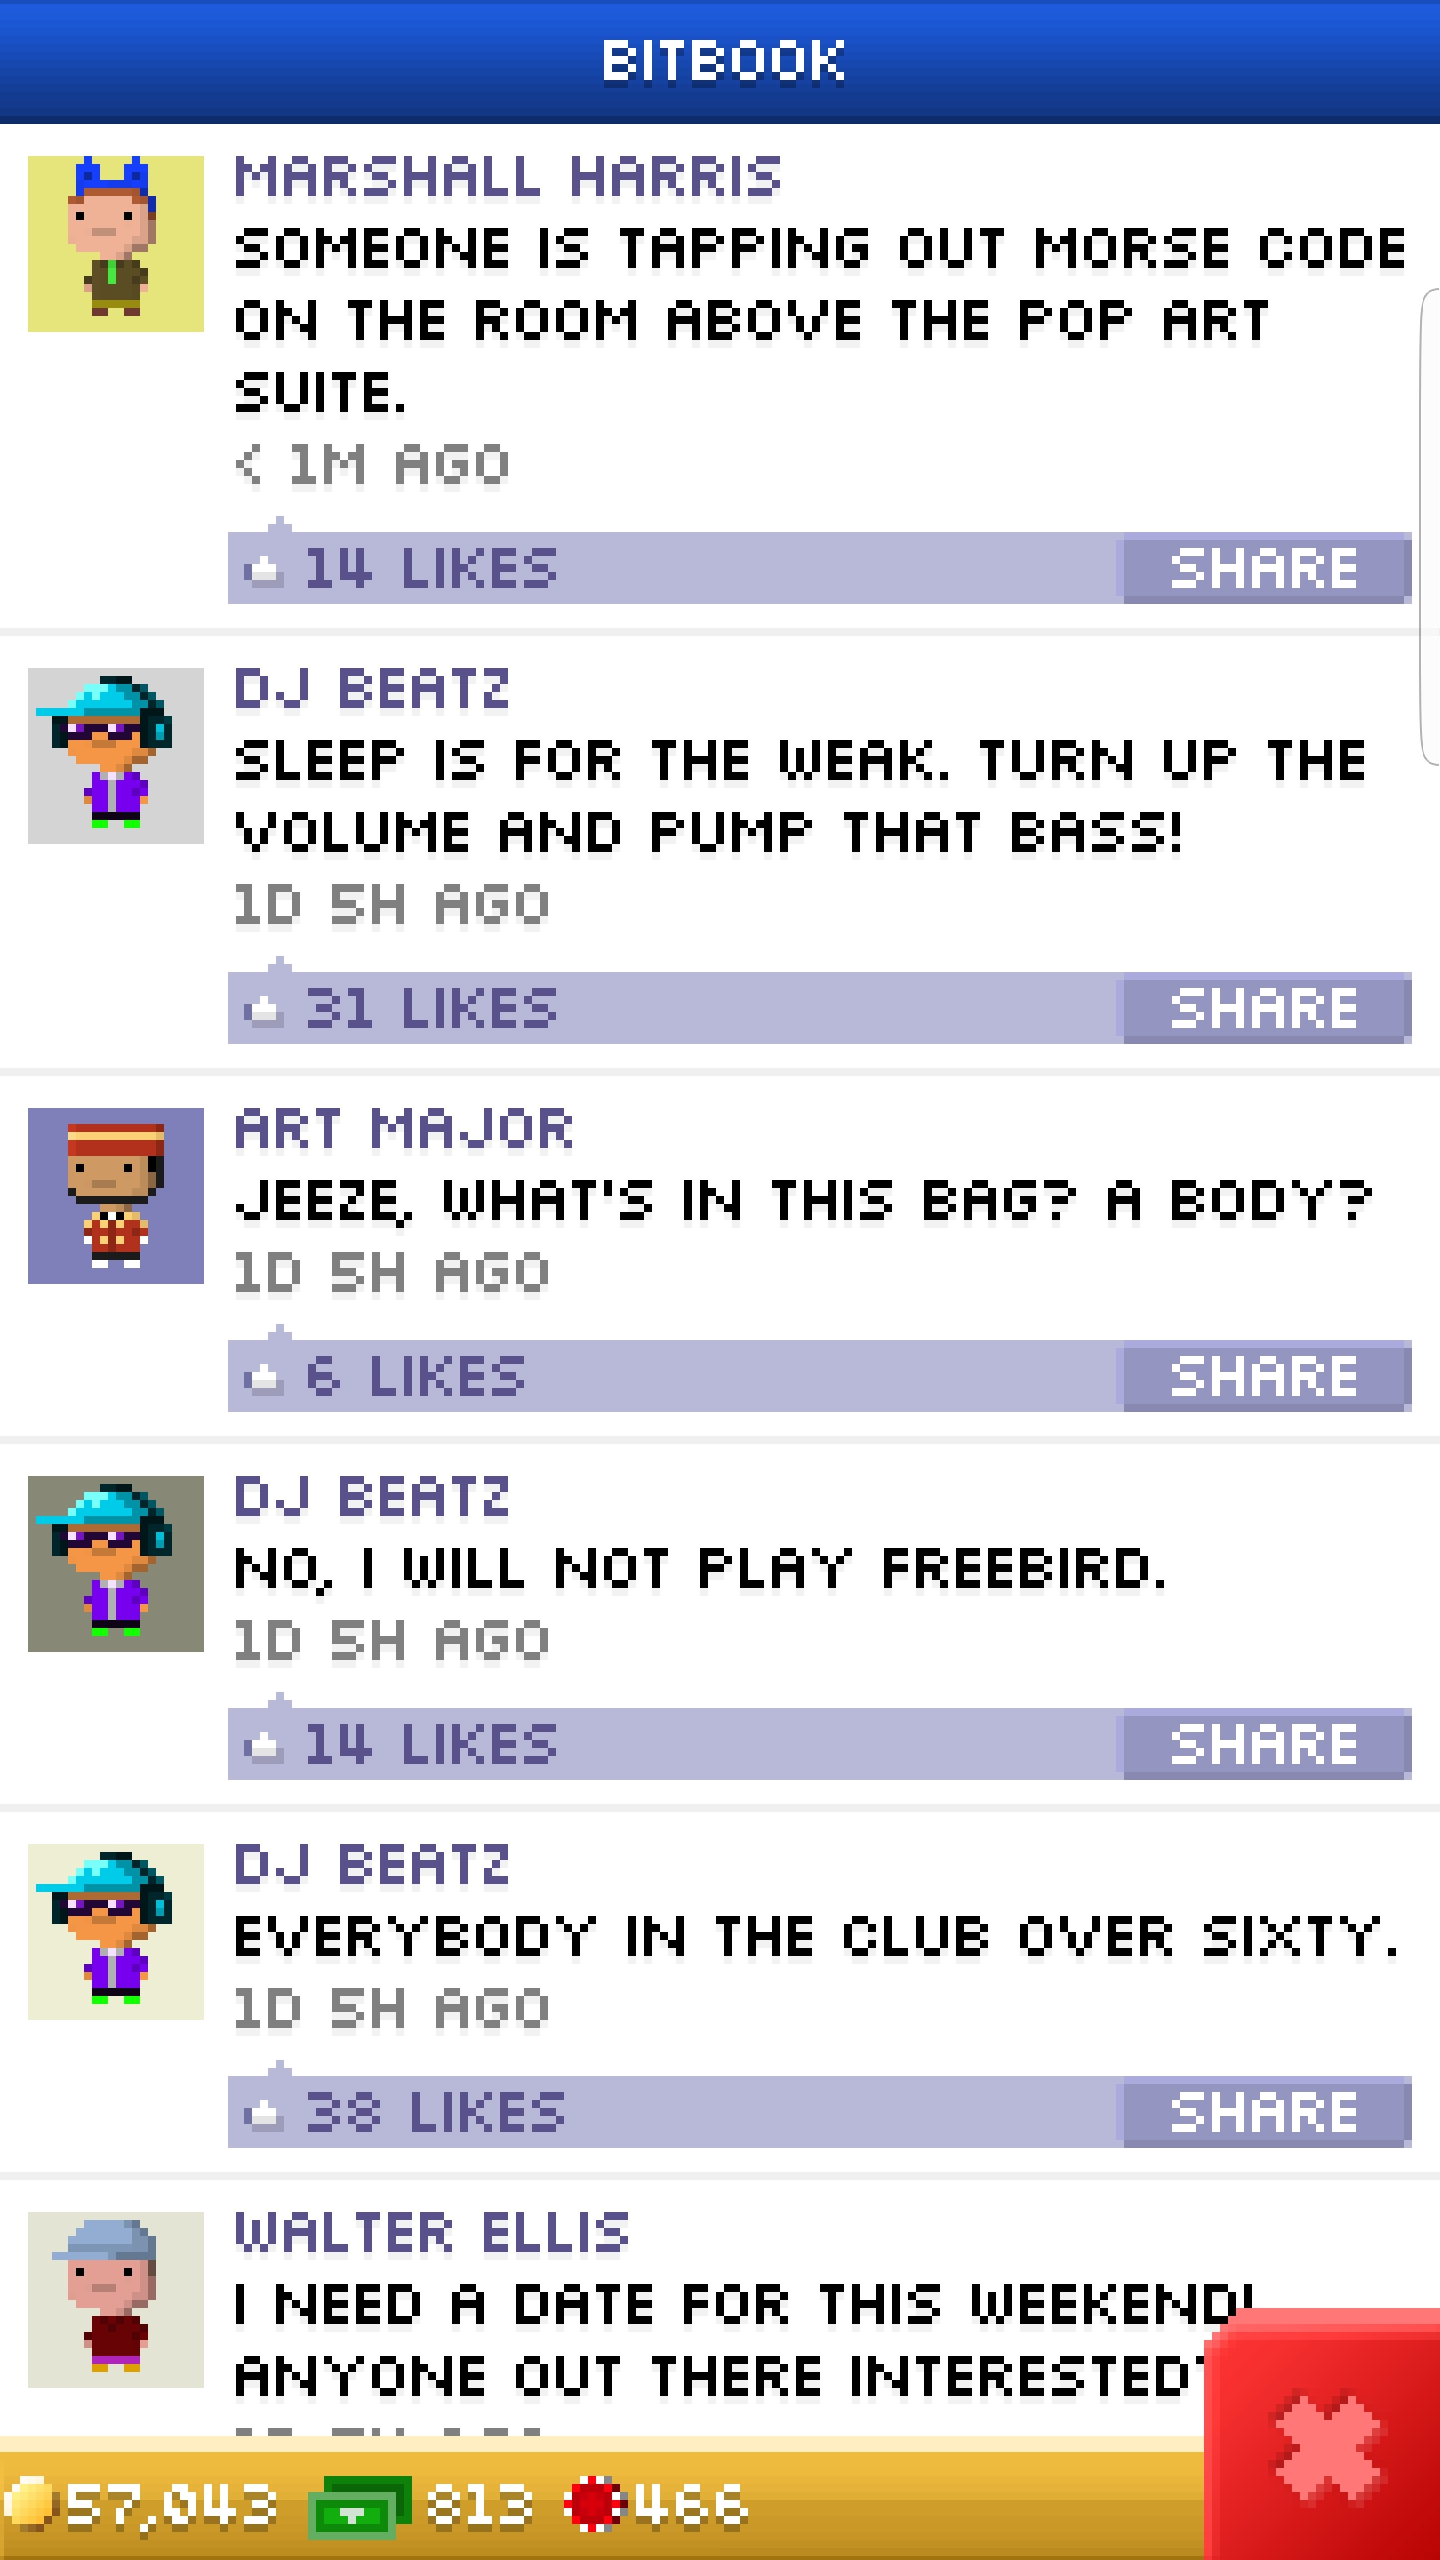 BITBOOK
MARSHALL HARRIS
SOMEONE IS TAPPING OUT MORSE CODE
ON THE ROOM ABOVE THE POP ART
SUITE.
< 1M AGO
14 LIKES
SHARE
DJ BEATZ
SLEEP IS FOR THE WEAK. TURN UP THE
VOLUME AND PUMP THAT BASS!
1D 5H AGO
31 LIKES
SHARE
ART MAJOR
JEEZE, WHAT'S IN THIS BAG? A BODY?
1D 5H AGO
6 LIKES
SHARE
DJ BEATZ
NO, I WILL NOT PLAY FREEBIRD.
1D 5H AGO
14 LIKES
SHARE
DJ BEATZ
EVERYBODY IN THE CLUB OVER SIXTY.
1D 5H AGO
38 LIKES
SHARE
WALTER ELLIS
I NEED A DATE FOR THIS WEEKEND!
ANYONE OUT THERE INTERESTED?
57,043 813 466